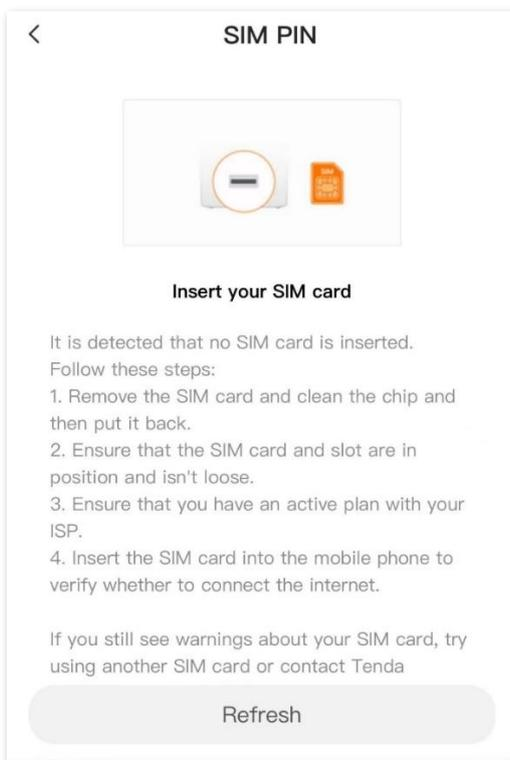 SIM PIN
SIM
Insert your SIM card
It is detected that no SIM card is inserted.
Follow these steps:
1. Remove the SIM card and clean the chip and
then put it back.
2. Ensure that the SIM card and slot are in
position and isn't loose.
3. Ensure that you have an active plan with your
ISP.
4. Insert the SIM card into the mobile phone to
verify whether to connect the internet.
If you still see warnings about your SIM card, try
using another SIM card or contact Tenda
Refresh